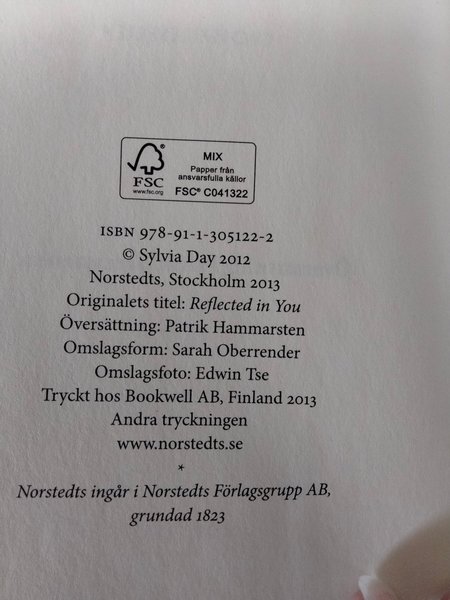 MIX
Papper från
ansvarsfulla källor
FSC® C041322
FSC
www.fsc.org
ISBN 978-91-1-305122-2
© Sylvia Day 2012
Norstedts, Stockholm 2013
Originalets titel: Reflected in You
Översättning: Patrik Hammarsten
Omslagsform: Sarah Oberrender
Omslagsfoto: Edwin Tse
Tryckt hos Bookwell AB, Finland 2013
Andra tryckningen
www.norstedts.se
*
Norstedts ingår i Norstedts Förlagsgrupp AB,
grundad 1823